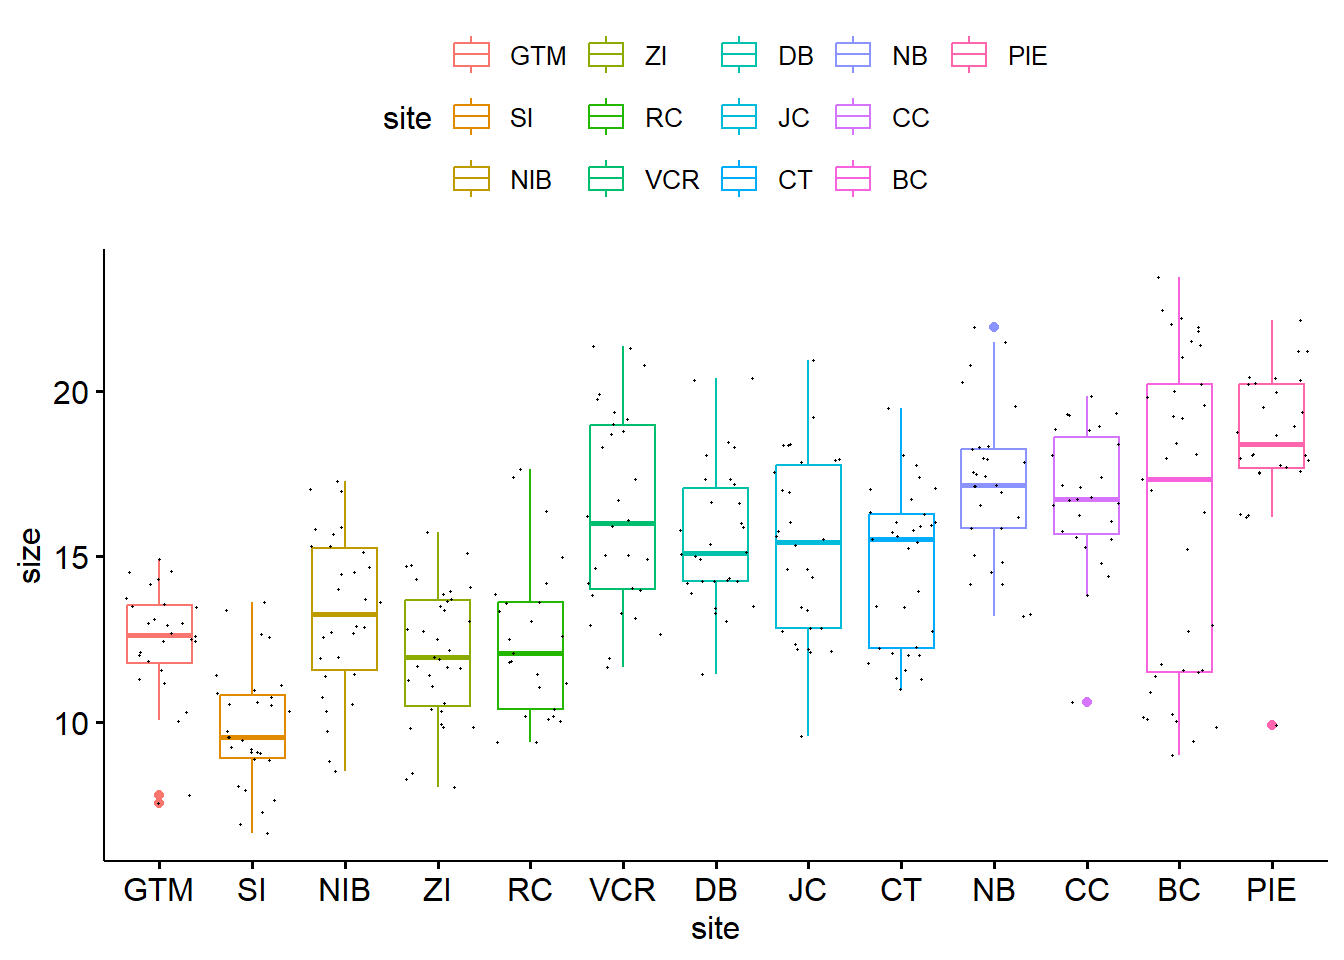 GTM ZI DB NB PIE
site SI RC JC CC
NIB VCR CT BC
size
20
15
10
GTM SI NIB ZI RC VCR DB JC CT NB CC BC PIE
site